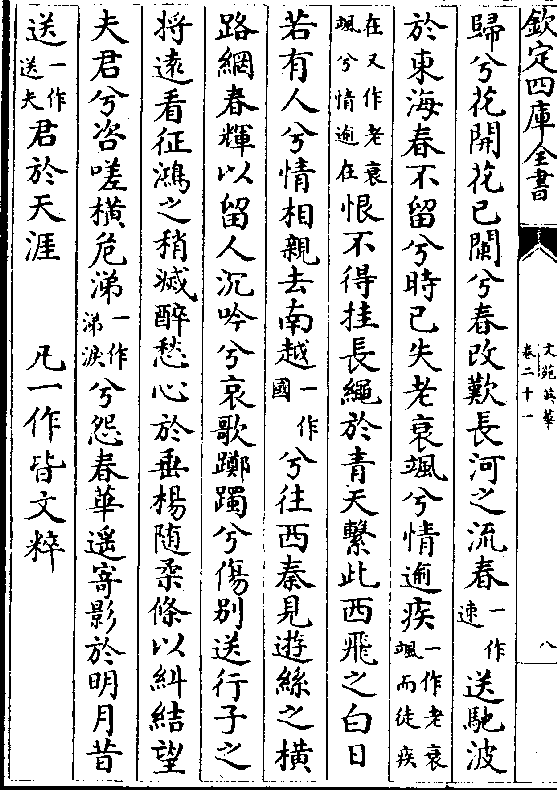 欽定四庫全書
文苑英華
卷二十一
八
歸兮花開花已闌兮春改歎長河之流春一作速送馳波
於東海春不留兮時已失老衰颯兮情逾疾一作老衰颯而徒疾
在又作老衰颯兮情逾在恨不得挂長繩於青天繫此西飛之白日
若有人兮情相親去南越一作國兮往西秦見遊絲之橫
路網春輝以留人沉吟兮哀歌躑躅兮傷別送行子之
將遠看征鴻之稍滅醉愁心於垂楊随柔條以糾結望
夫君兮咨嗟橫危涕一作涕淚兮怨春華遥寄影於明月昔
送一作送夫君於天涯　凡一作皆文粹